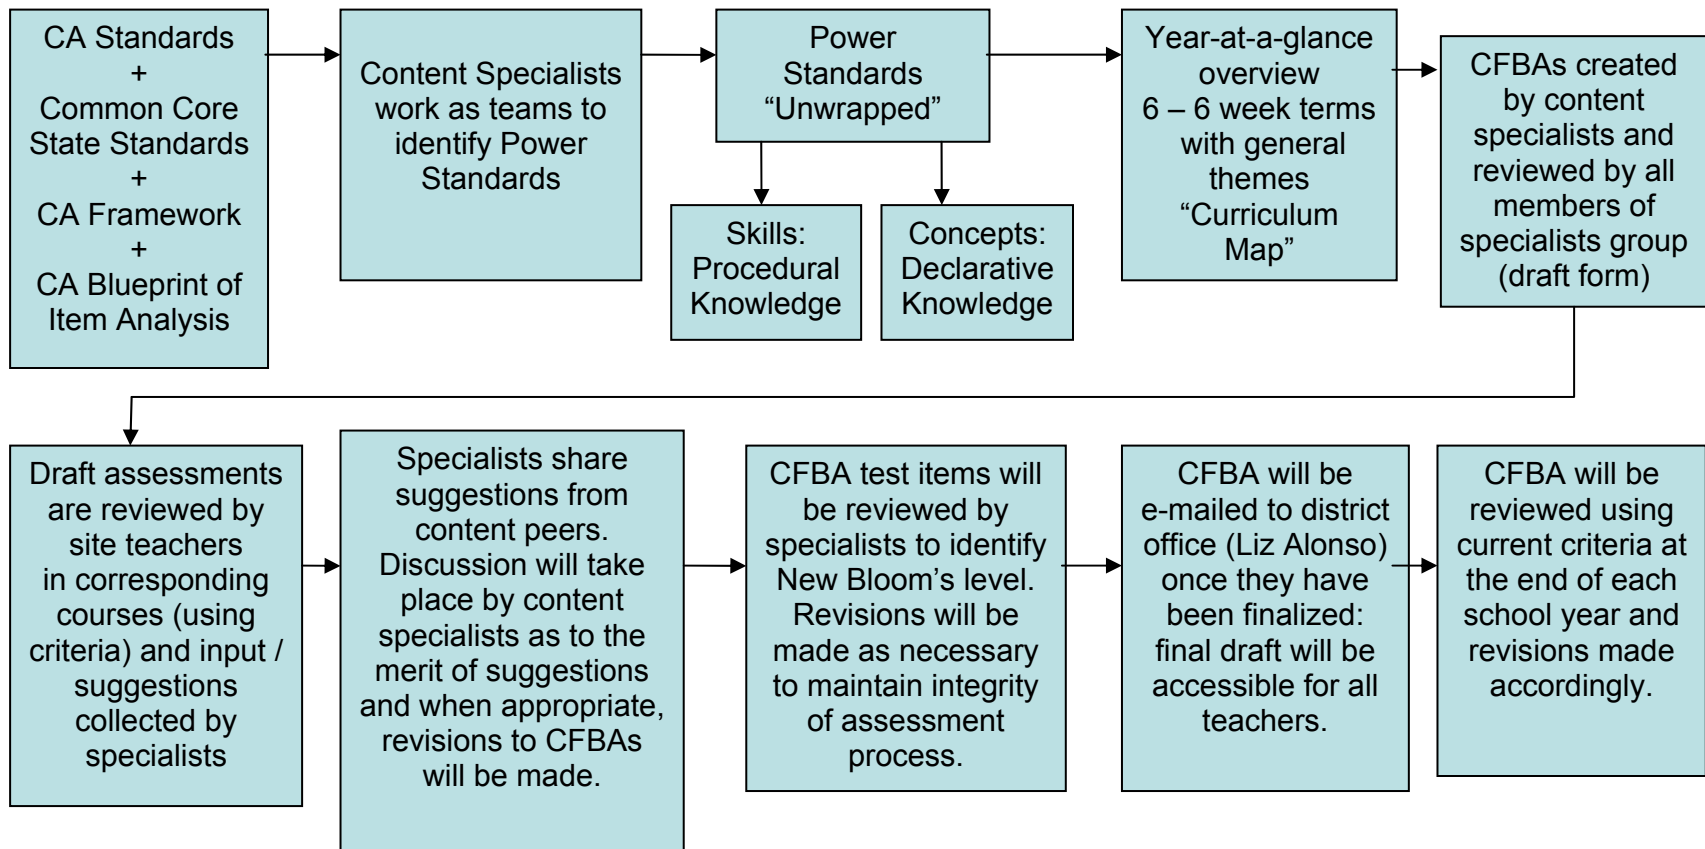 CA Standards
+
Common Core
State Standards
+
CA Framework
+
CA Blueprint of
Item Analysis
Content Specialists
work as teams to
identify Power
Standards
Power
Standards
“Unwrapped”
Skills:
Procedural
Knowledge
Concepts:
Declarative
Knowledge
Year-at-a-glance
overview
6 – 6 week terms
with general
themes
“Curriculum
Map”
CFBAs created
by content
specialists and
reviewed by all
members of
specialists group
(draft form)
Draft assessments
are reviewed by
site teachers
in corresponding
courses (using
criteria) and input /
suggestions
collected by
specialists
Specialists share
suggestions from
content peers.
Discussion will take
place by content
specialists as to the
merit of suggestions
and when appropriate,
revisions to CFBAs
will be made.
CFBA test items will
be reviewed by
specialists to identify
New Bloom’s level.
Revisions will be
made as necessary
to maintain integrity
of assessment
process.
CFBA will be
e-mailed to district
office (Liz Alonso)
once they have
been finalized:
final draft will be
accessible for all
teachers.
CFBA will be
reviewed using
current criteria at
the end of each
school year and
revisions made
accordingly.